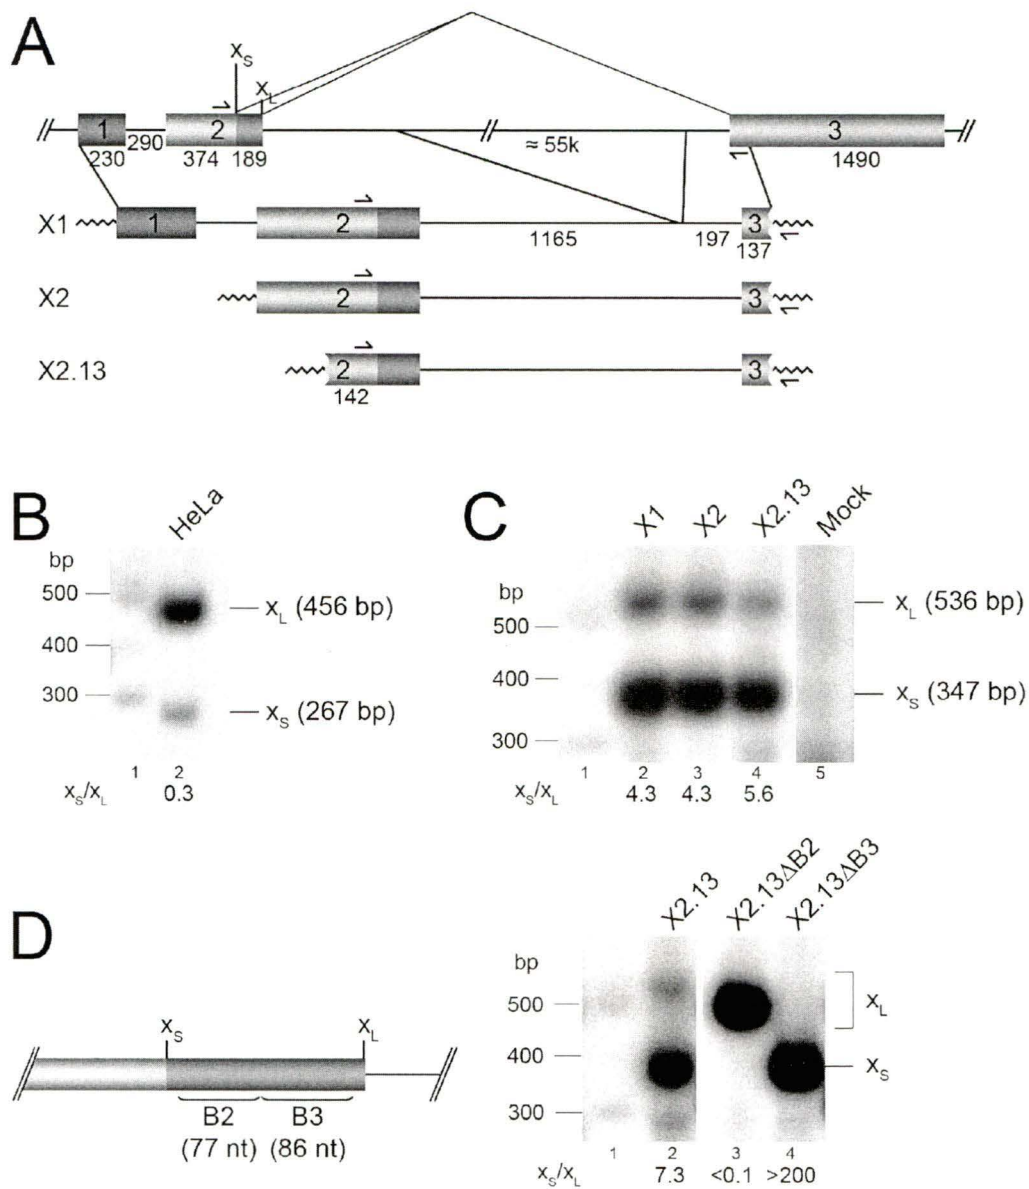 A
xS
xL
1 2 3
290
230 374 189 ≈ 55k 1490
X1 1 2 3
1165 197 137
X2 2 3
X2.13 2 3
142
B
HeLa
bp
500
400
300
xL (456 bp)
xS (267 bp)
1 2
xS/xL 0.3
C
X1 X2 X2.13 Mock
bp
500
400
300
xL (536 bp)
xS (347 bp)
1 2 3 4 5
xS/xL 4.3 4.3 5.6
D
xS xL
B2 B3
(77 nt) (86 nt)
X2.13 X2.13ΔB2 X2.13ΔB3
bp
500
400
300
xL
xS
1 2 3 4
xS/xL 7.3 <0.1 >200